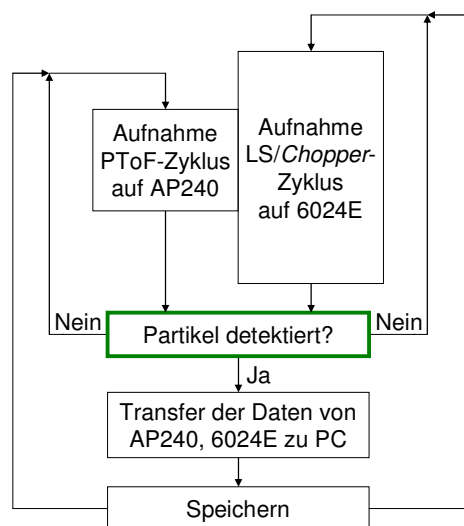 Aufnahme
PToF-Zyklus
auf AP240
Aufnahme
LS/Chopper-
Zyklus
auf 6024E
Nein
Partikel detektiert?
Nein
Ja
Transfer der Daten von
AP240, 6024E zu PC
Speichern